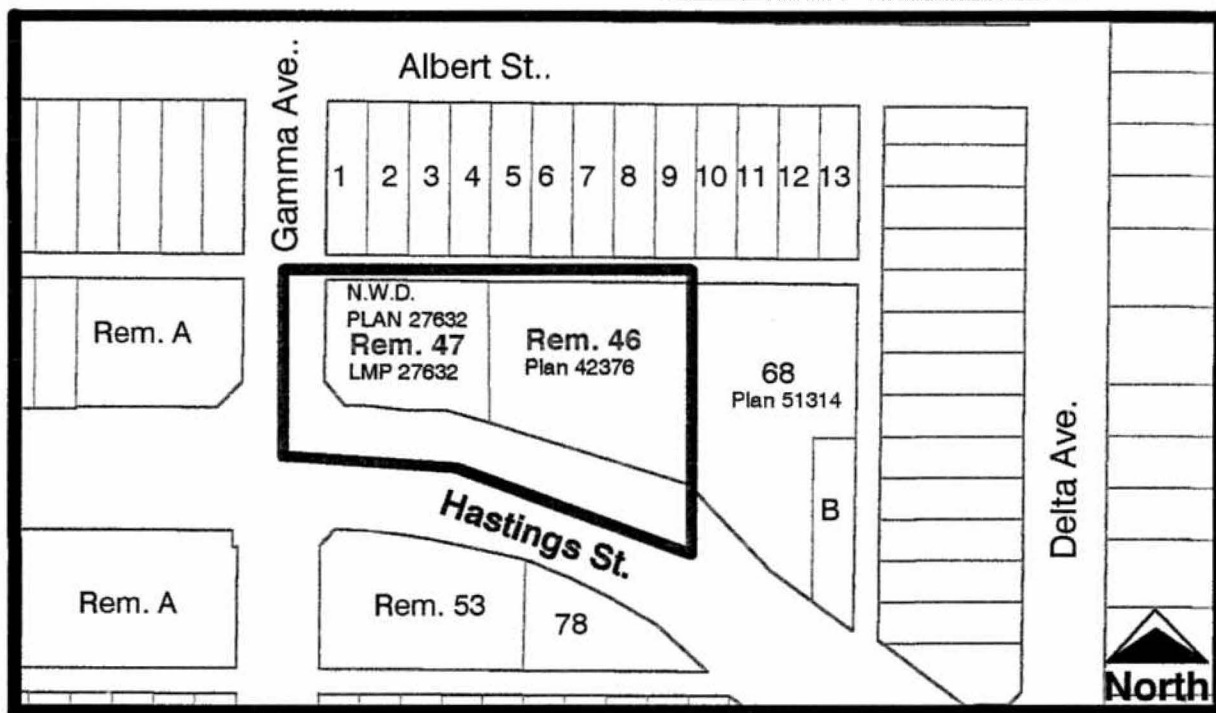 Albert St..
Gamma Ave..
1 2 3 4 5 6 7 8 9 10 11 12 13
Rem. A
N.W.D.
PLAN 27632
Rem. 47
LMP 27632
Rem. 46
Plan 42376
68
Plan 51314
B
Hastings St.
Delta Ave.
Rem. A
Rem. 53
78
North